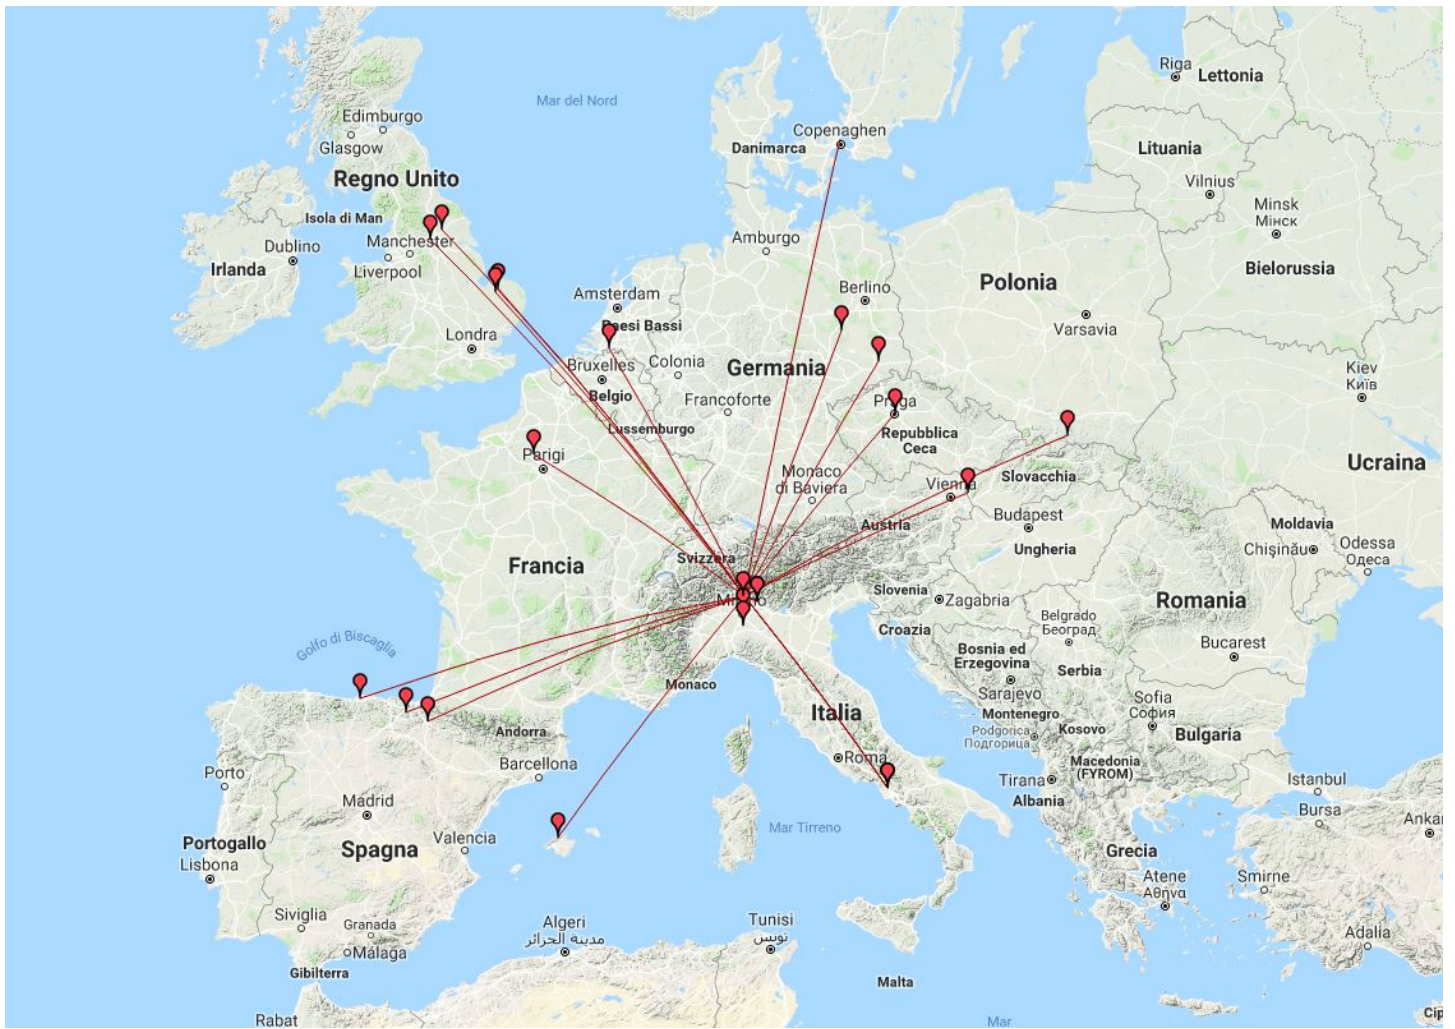 Riga
Lettonia
Mar del Nord
Edimburgo
Glasgow
Copenaghen
Danimarca
Lituania
Vilnius
Regno Unito
Minsk
Мінск
Isola di Man
Dublino
Manchester
Irlanda
Liverpool
Amburgo
Bielorussia
Polonia
Berlino
Amsterdam
Paesi Bassi
Varsavia
Londra
Bruxelles
Colonia
Germania
Kiev
Київ
Belgio
Francoforte
Praga
Lussemburgo
Repubblica
Ceca
Parigi
Monaco
di Baviera
Slovacchia
Ucraina
Vienna
Austria
Budapest
Ungheria
Moldavia
Chișinău
Odessa
Одеса
Francia
Svizzera
Slovenia
Zagabria
Romania
Croazia
Belgrado
Београд
Golfo di Biscaglia
Bosnia ed
Erzegovina
Serbia
Bucarest
Monaco
Sarajevo
Italia
Montenegro
Podgorica
Подгорица
Kosovo
Sofia
София
Bulgaria
Andorra
Roma
Barcellona
Macedonia
(FYROM)
Porto
Tirana
Albania
Istanbul
Bursa
Madrid
Mar Tirreno
Ankar
Portogallo
Valencia
Spagna
Lisbona
Grecia
Atene
Αθήνα
Smirne
Siviglia
Granada
Algeri
مدينة الجزائر
Tunisi
تونس
Adalia
Málaga
Gibilterra
Malta
Rabat
Mar
Cip